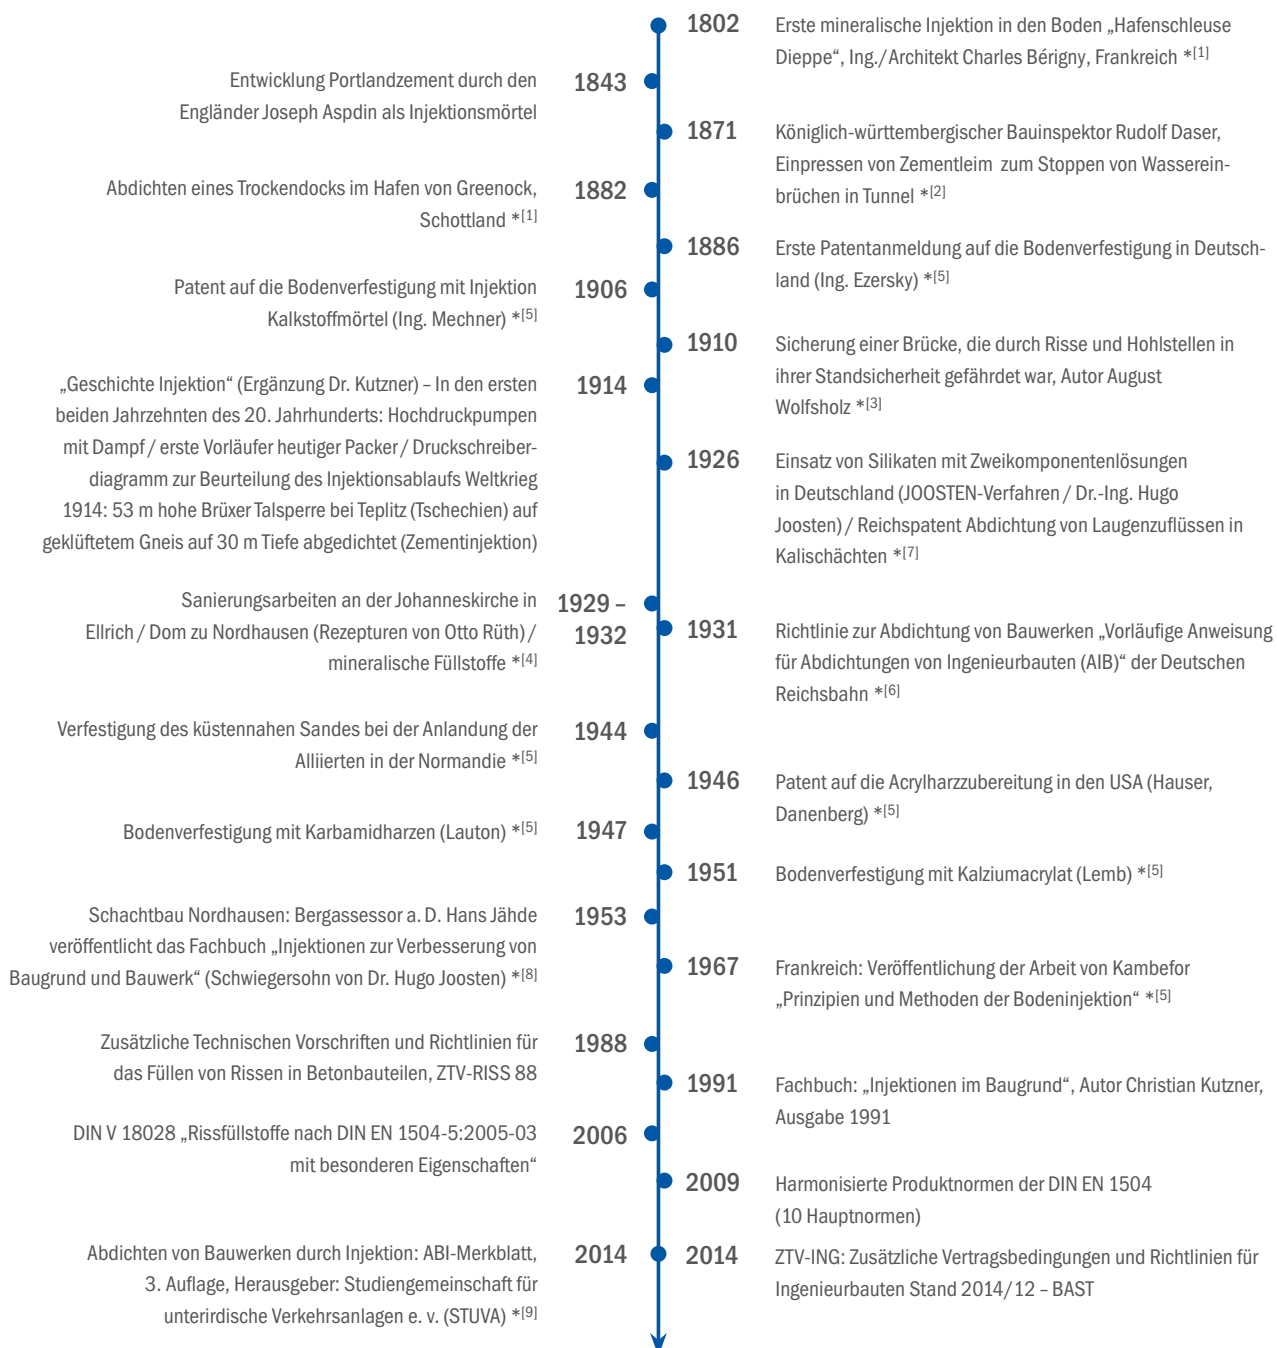 1802
Erste mineralische Injektion in den Boden „Hafenschleuse
Dieppe“, Ing./Architekt Charles Bérigny, Frankreich *[1]
1843
Entwicklung Portlandzement durch den
Engländer Joseph Aspdin als Injektionsmörtel
1871
Königlich-württembergischer Bauinspektor Rudolf Daser,
Einpressen von Zementleim zum Stoppen von Wasserein-
brüchen in Tunnel *[2]
1882
Abdichten eines Trockendocks im Hafen von Greenock,
Schottland *[1]
1886
Erste Patentanmeldung auf die Bodenverfestigung in Deutsch-
land (Ing. Ezersky) *[5]
1906
Patent auf die Bodenverfestigung mit Injektion
Kalkstoffmörtel (Ing. Mechner) *[5]
1910
Sicherung einer Brücke, die durch Risse und Hohlstellen in
ihrer Standsicherheit gefährdet war, Autor August
Wolfsholz *[3]
1914
„Geschichte Injektion“ (Ergänzung Dr. Kutzner) – In den ersten
beiden Jahrzehnten des 20. Jahrhunderts: Hochdruckpumpen
mit Dampf / erste Vorläufer heutiger Packer / Druckschreiber-
diagramm zur Beurteilung des Injektionsablaufs Weltkrieg
1914: 53 m hohe Brüxer Talsperre bei Teplitz (Tschechien) auf
geklüftetem Gneis auf 30 m Tiefe abgedichtet (Zementinjektion)
1926
Einsatz von Silikaten mit Zweikomponentenlösungen
in Deutschland (JOOSTEN-Verfahren / Dr.-Ing. Hugo
Joosten) / Reichspatent Abdichtung von Laugenzuflüssen in
Kalischächten *[7]
1929 –
1932
Sanierungsarbeiten an der Johanneskirche in
Ellrich / Dom zu Nordhausen (Rezepturen von Otto Rüth) /
mineralische Füllstoffe *[4]
1931
Richtlinie zur Abdichtung von Bauwerken „Vorläufige Anweisung
für Abdichtungen von Ingenieurbauten (AIB)“ der Deutschen
Reichsbahn *[6]
1944
Verfestigung des küstennahen Sandes bei der Anlandung der
Alliierten in der Normandie *[5]
1946
Patent auf die Acrylharzzubereitung in den USA (Hauser,
Danenberg) *[5]
1947
Bodenverfestigung mit Karbamidharzen (Lauton) *[5]
1951
Bodenverfestigung mit Kalziumacrylat (Lemb) *[5]
1953
Schachtbau Nordhausen: Bergassessor a. D. Hans Jähde
veröffentlicht das Fachbuch „Injektionen zur Verbesserung von
Baugrund und Bauwerk“ (Schwiegersohn von Dr. Hugo Joosten) *[8]
1967
Frankreich: Veröffentlichung der Arbeit von Kambefor
„Prinzipien und Methoden der Bodeninjektion“ *[5]
1988
Zusätzliche Technischen Vorschriften und Richtlinien für
das Füllen von Rissen in Betonbauteilen, ZTV-RISS 88
1991
Fachbuch: „Injektionen im Baugrund“, Autor Christian Kutzner,
Ausgabe 1991
2006
DIN V 18028 „Rissfüllstoffe nach DIN EN 1504-5:2005-03
mit besonderen Eigenschaften“
2009
Harmonisierte Produktnormen der DIN EN 1504
(10 Hauptnormen)
2014
Abdichten von Bauwerken durch Injektion: ABI-Merkblatt,
3. Auflage, Herausgeber: Studiengemeinschaft für
unterirdische Verkehrsanlagen e. v. (STUVA) *[9]
2014
ZTV-ING: Zusätzliche Vertragsbedingungen und Richtlinien für
Ingenieurbauten Stand 2014/12 – BAST